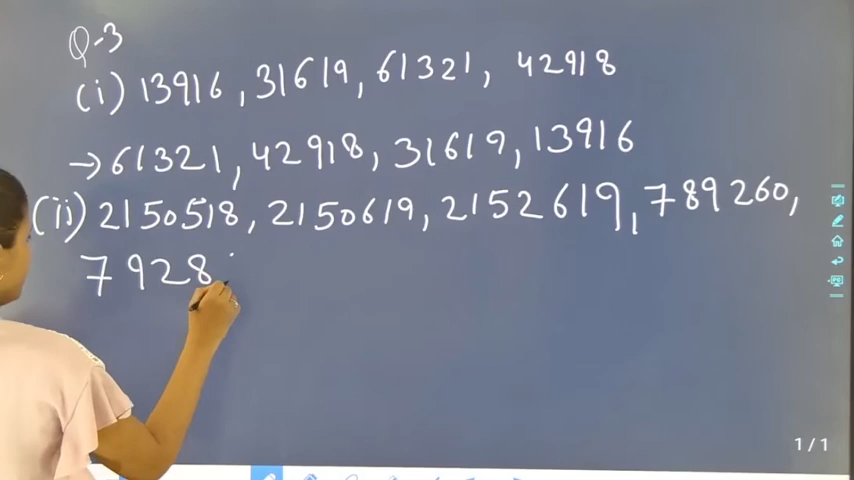 Q-3
(i) 13916, 31619, 61321, 42918
→ 61321, 42918, 31619, 13916
(ii) 2150518, 2150619, 2152619, 789260,
7928
1/1